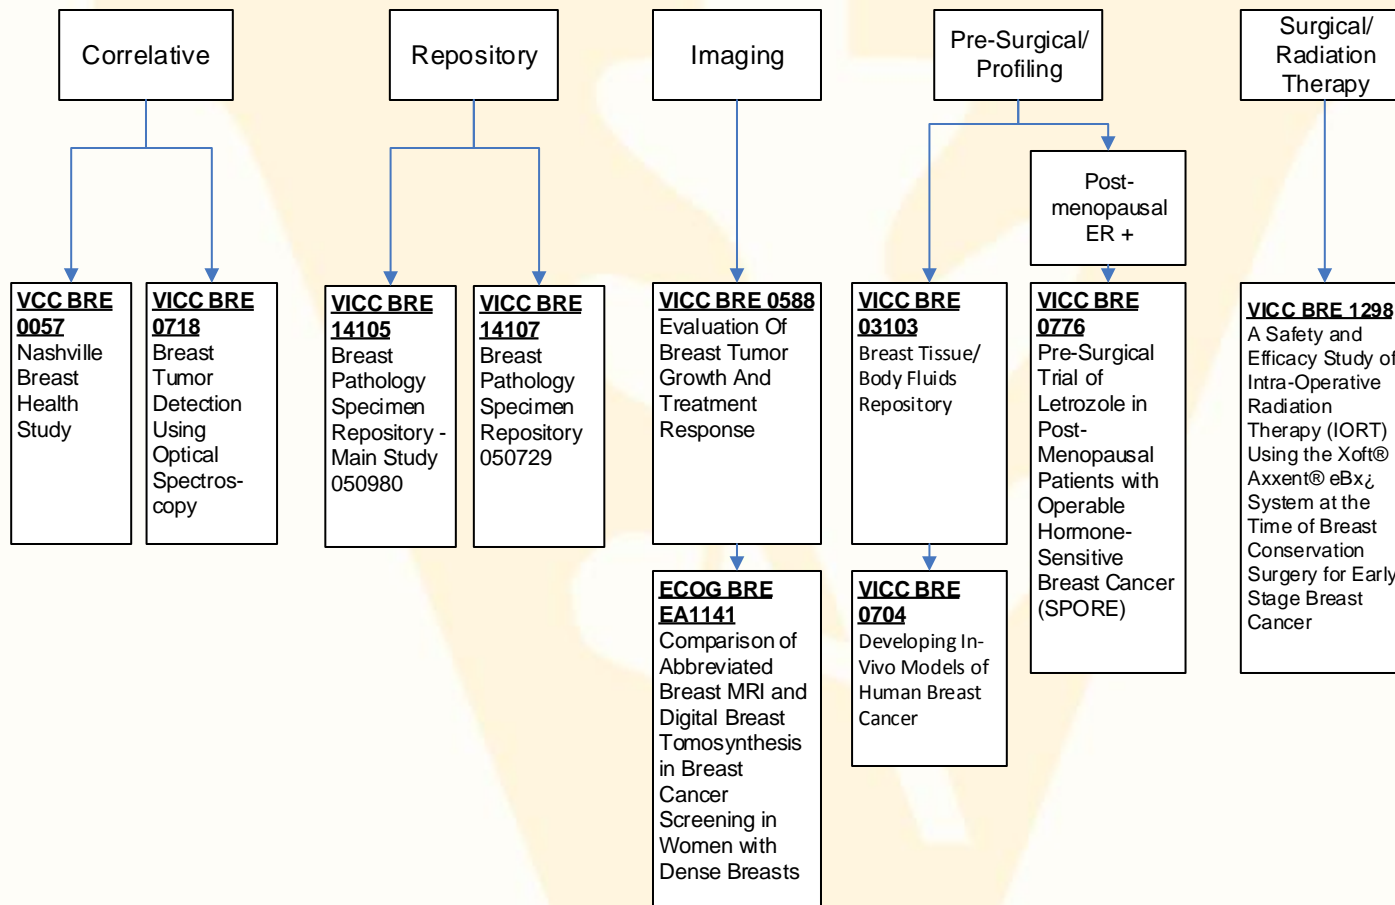 Correlative
Repository
Imaging
Pre-Surgical/
Profiling
Surgical/
Radiation
Therapy
Post-
menopausal
ER +
VCC BRE
0057
Nashville
Breast
Health
Study
VICC BRE
0718
Breast
Tumor
Detection
Using
Optical
Spectros-
copy
VICC BRE
14105
Breast
Pathology
Specimen
Repository -
Main Study
050980
VICC BRE
14107
Breast
Pathology
Specimen
Repository
050729
VICC BRE 0588
Evaluation Of
Breast Tumor
Growth And
Treatment
Response
VICC BRE
03103
Breast Tissue/
Body Fluids
Repository
VICC BRE
0776
Pre-Surgical
Trial of
Letrozole in
Post-
Menopausal
Patients with
Operable
Hormone-
Sensitive
Breast Cancer
(SPORE)
VICC BRE 1298
A Safety and
Efficacy Study of
Intra-Operative
Radiation
Therapy (IORT)
Using the Xoft®
Axxent® eBx¿
System at the
Time of Breast
Conservation
Surgery for Early
Stage Breast
Cancer
ECOG BRE
EA1141
Comparison of
Abbreviated
Breast MRI and
Digital Breast
Tomosynthesis
in Breast
Cancer
Screening in
Women with
Dense Breasts
VICC BRE
0704
Developing In-
Vivo Models of
Human Breast
Cancer